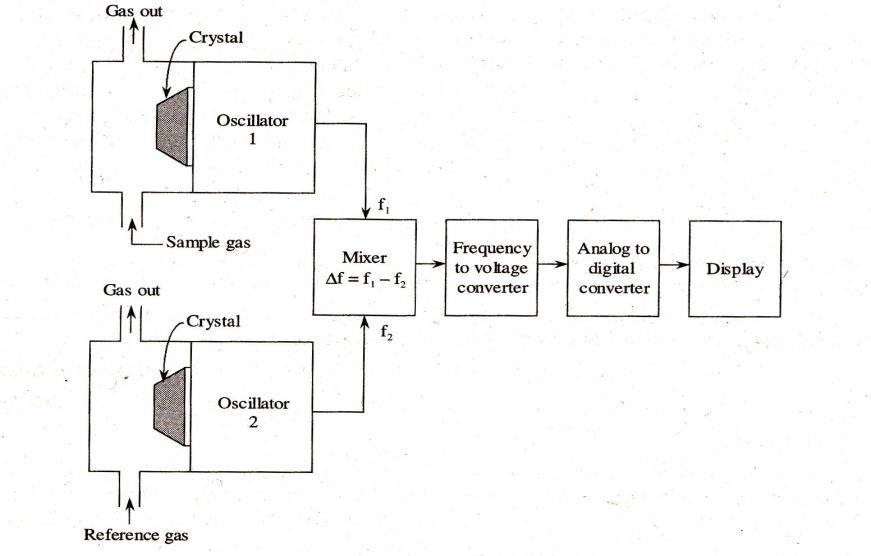 Gas out
Crystal
Oscillator
1
f₁
Sample gas
Mixer
Δf = f₁ – f₂
Frequency
to voltage
converter
Analog to
digital
converter
Display
Gas out
Crystal
f₂
Oscillator
2
Reference gas